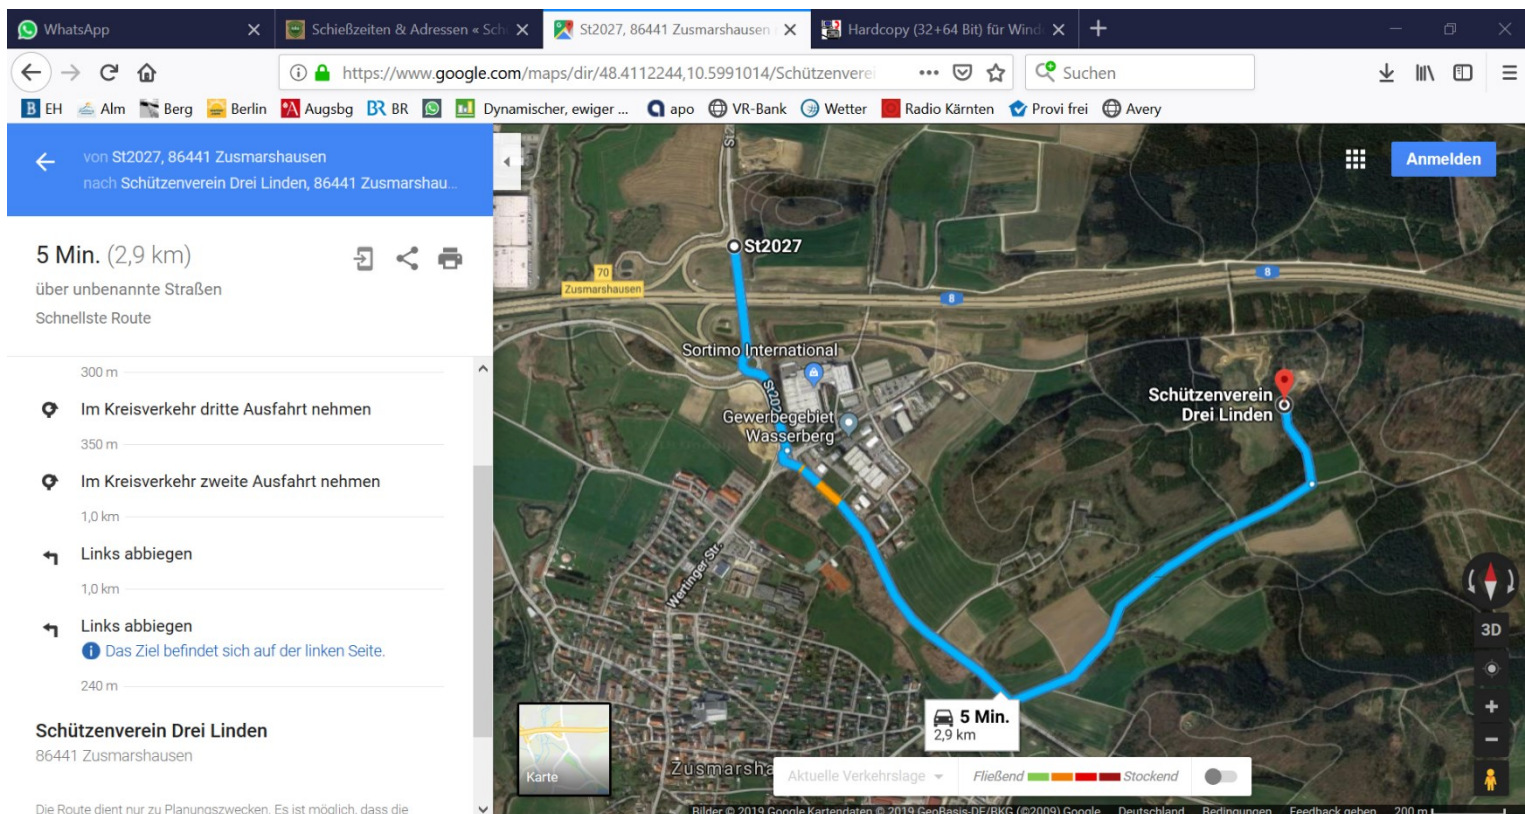 WhatsApp
Schießzeiten & Adressen « Sch
St2027, 86441 Zusmarshausen
Hardcopy (32+64 Bit) für Wind
https://www.google.com/maps/dir/48.4112244,10.5991014/Schützenverei
Suchen
EH
Alm
Berg
Berlin
Augsbg
BR BR
Dynamischer, ewiger ...
apo
VR-Bank
Wetter
Radio Kärnten
Provi frei
Avery
von St2027, 86441 Zusmarshausen
nach Schützenverein Drei Linden, 86441 Zusmarshau...
5 Min. (2,9 km)
über unbenannte Straßen
Schnellste Route
300 m
Im Kreisverkehr dritte Ausfahrt nehmen
350 m
Im Kreisverkehr zweite Ausfahrt nehmen
1,0 km
Links abbiegen
1,0 km
Links abbiegen
Das Ziel befindet sich auf der linken Seite.
240 m
Schützenverein Drei Linden
86441 Zusmarshausen
Die Route dient nur zu Planungszwecken. Es ist möglich, dass die
Anmelden
St2027
70
Zusmarshausen
8
8
Sortimo International
St202
Gewerbegebiet
Wasserberg
Schützenverein
Drei Linden
Wertinger Str.
5 Min.
2,9 km
3D
Karte
Zusmarsha
Aktuelle Verkehrslage
Fließend
Stockend
Bilder © 2019 Google Kartendaten © 2019 GeoBasis-DE/BKG (©2009) Google
Deutschland
Bedingungen
Feedback geben
200 m